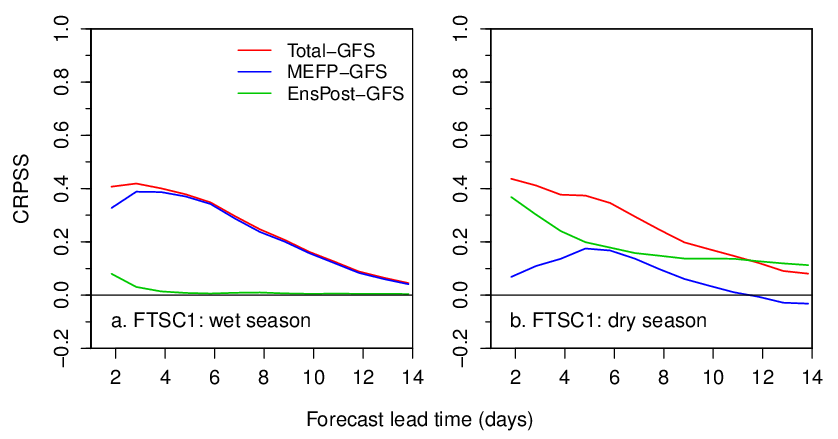 CRPSS
1.0
0.8
0.6
0.4
0.2
0.0
−0.2
Total−GFS
MEFP−GFS
EnsPost−GFS
a. FTSC1: wet season
2 4 6 8 10 12 14
1.0
0.8
0.6
0.4
0.2
0.0
−0.2
b. FTSC1: dry season
2 4 6 8 10 12 14
Forecast lead time (days)